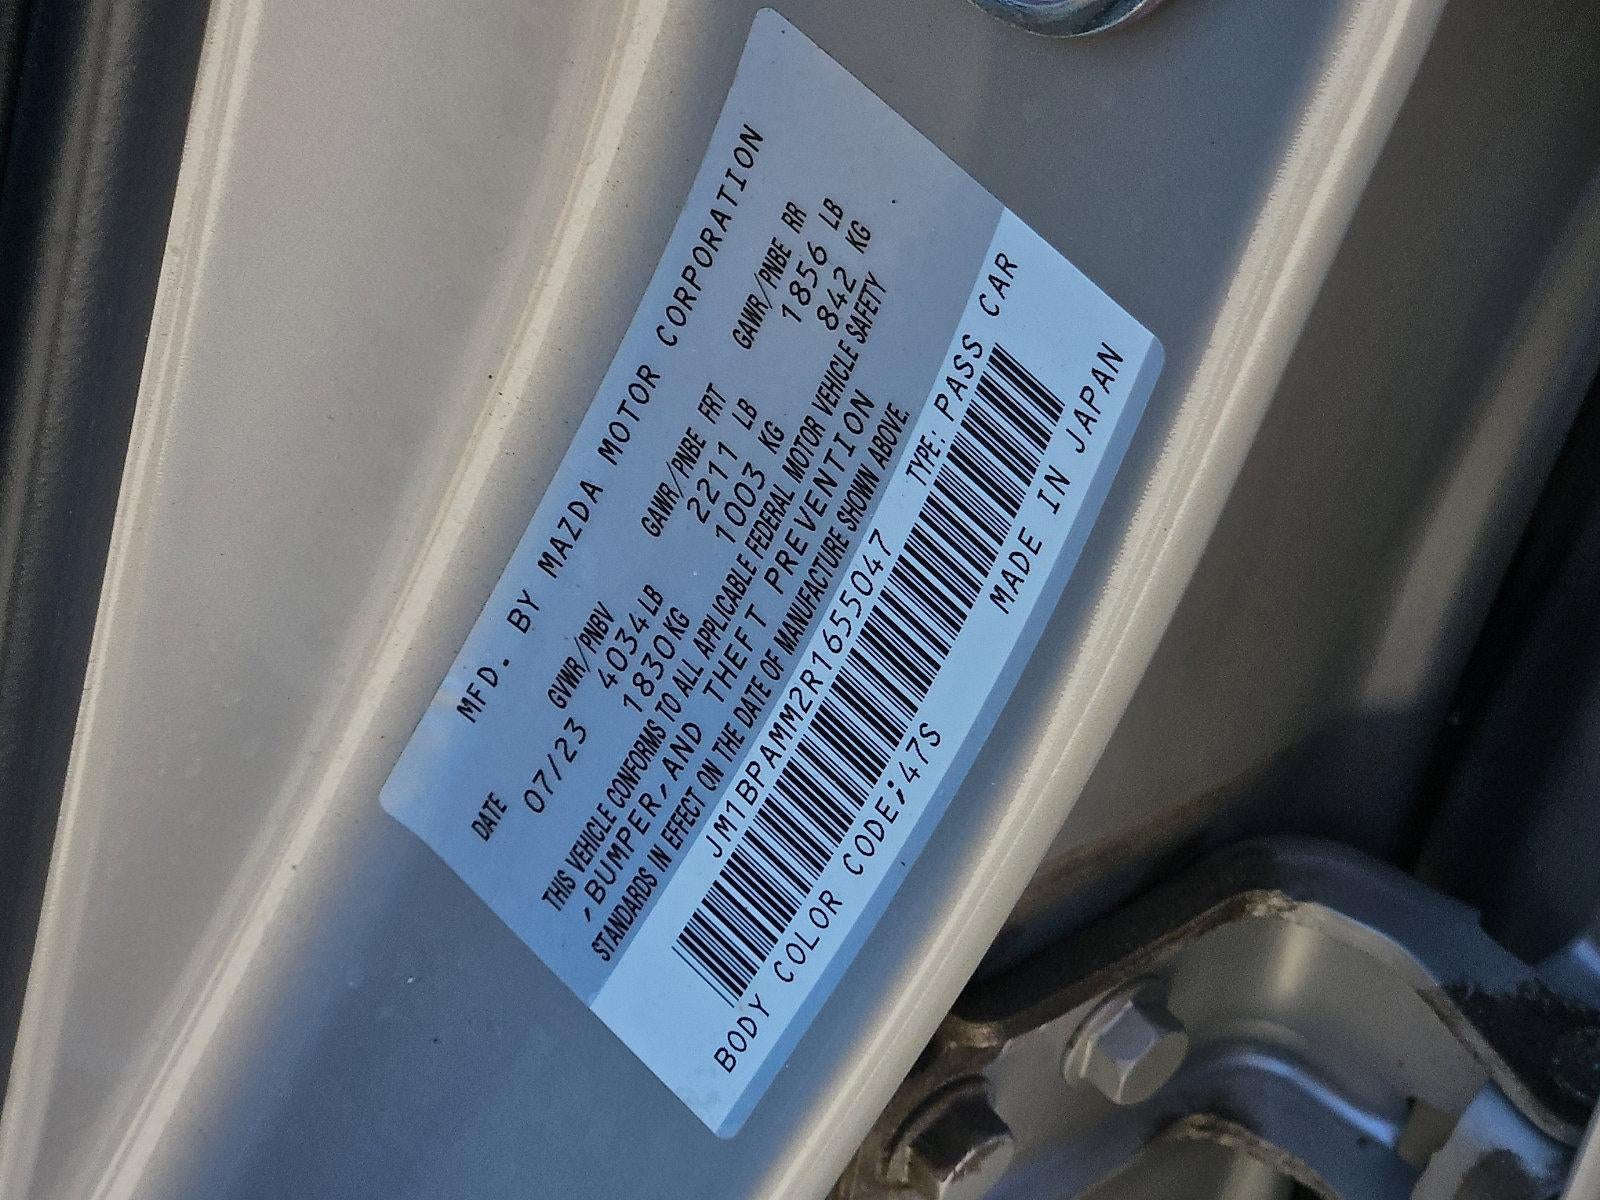 MFD. BY MAZDA MOTOR CORPORATION
DATE GVWR/PNBV GAWR/PNBE FRT GAWR/PNBE RR
07/23 4034 LB 2211 LB 1856 LB
1830KG 1003 KG 842 KG
THIS VEHICLE CONFORMS TO ALL APPLICABLE FEDERAL MOTOR VEHICLE SAFETY
,BUMPER,AND THEFT PREVENTION
STANDARDS IN EFFECT ON THE DATE OF MANUFACTURE SHOWN ABOVE.
JM1BPAMM2R1655047 TYPE: PASS CAR
BODY COLOR CODE;47S MADE IN JAPAN